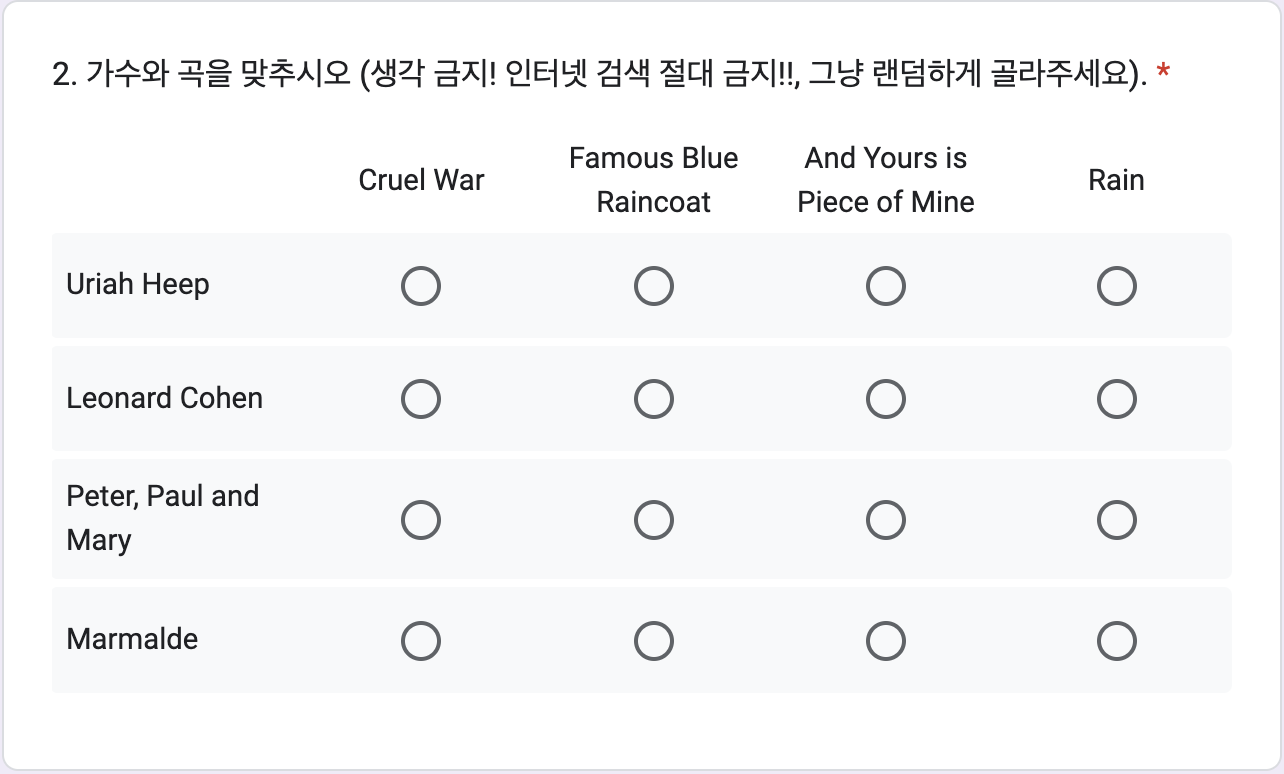 2. 가수와 곡을 맞추시오 (생각 금지! 인터넷 검색 절대 금지!!, 그냥 랜덤하게 골라주세요). *
Cruel War
Famous Blue
Raincoat
And Yours is
Piece of Mine
Rain
Uriah Heep
Leonard Cohen
Peter, Paul and
Mary
Marmalde